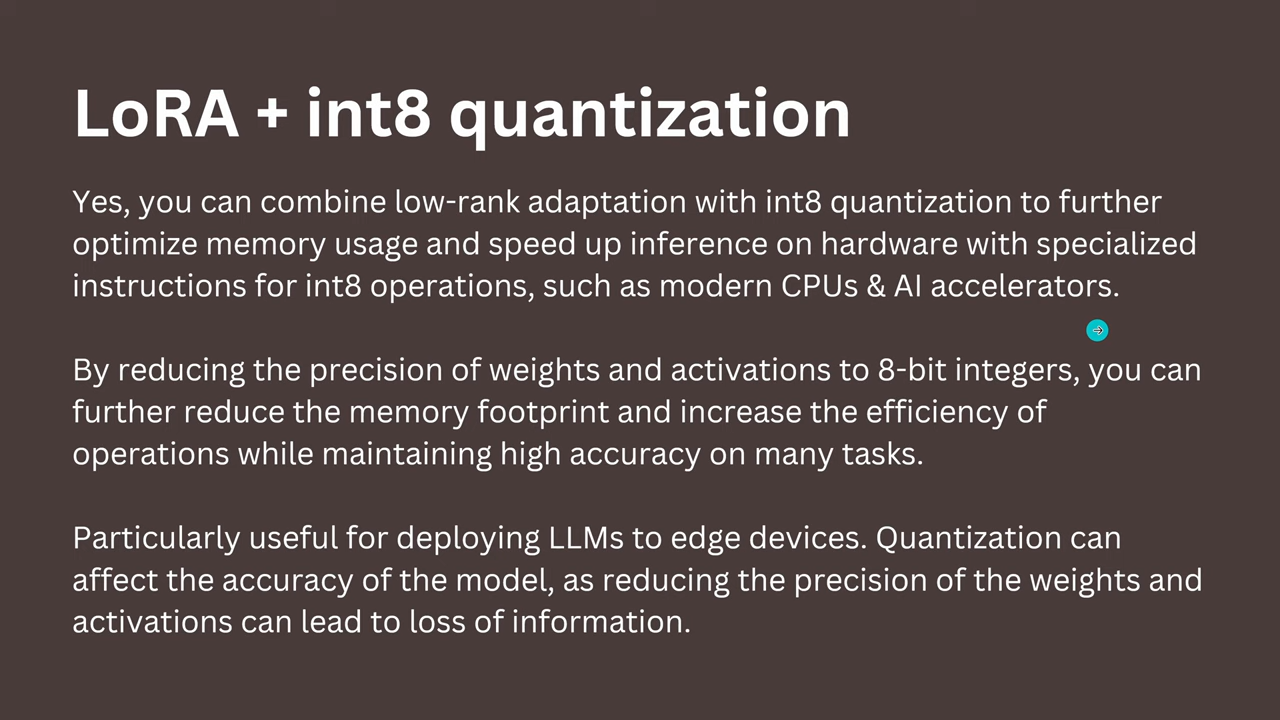 LoRA + int8 quantization
Yes, you can combine low-rank adaptation with int8 quantization to further
optimize memory usage and speed up inference on hardware with specialized
instructions for int8 operations, such as modern CPUs & AI accelerators.
By reducing the precision of weights and activations to 8-bit integers, you can
further reduce the memory footprint and increase the efficiency of
operations while maintaining high accuracy on many tasks.
Particularly useful for deploying LLMs to edge devices. Quantization can
affect the accuracy of the model, as reducing the precision of the weights and
activations can lead to loss of information.